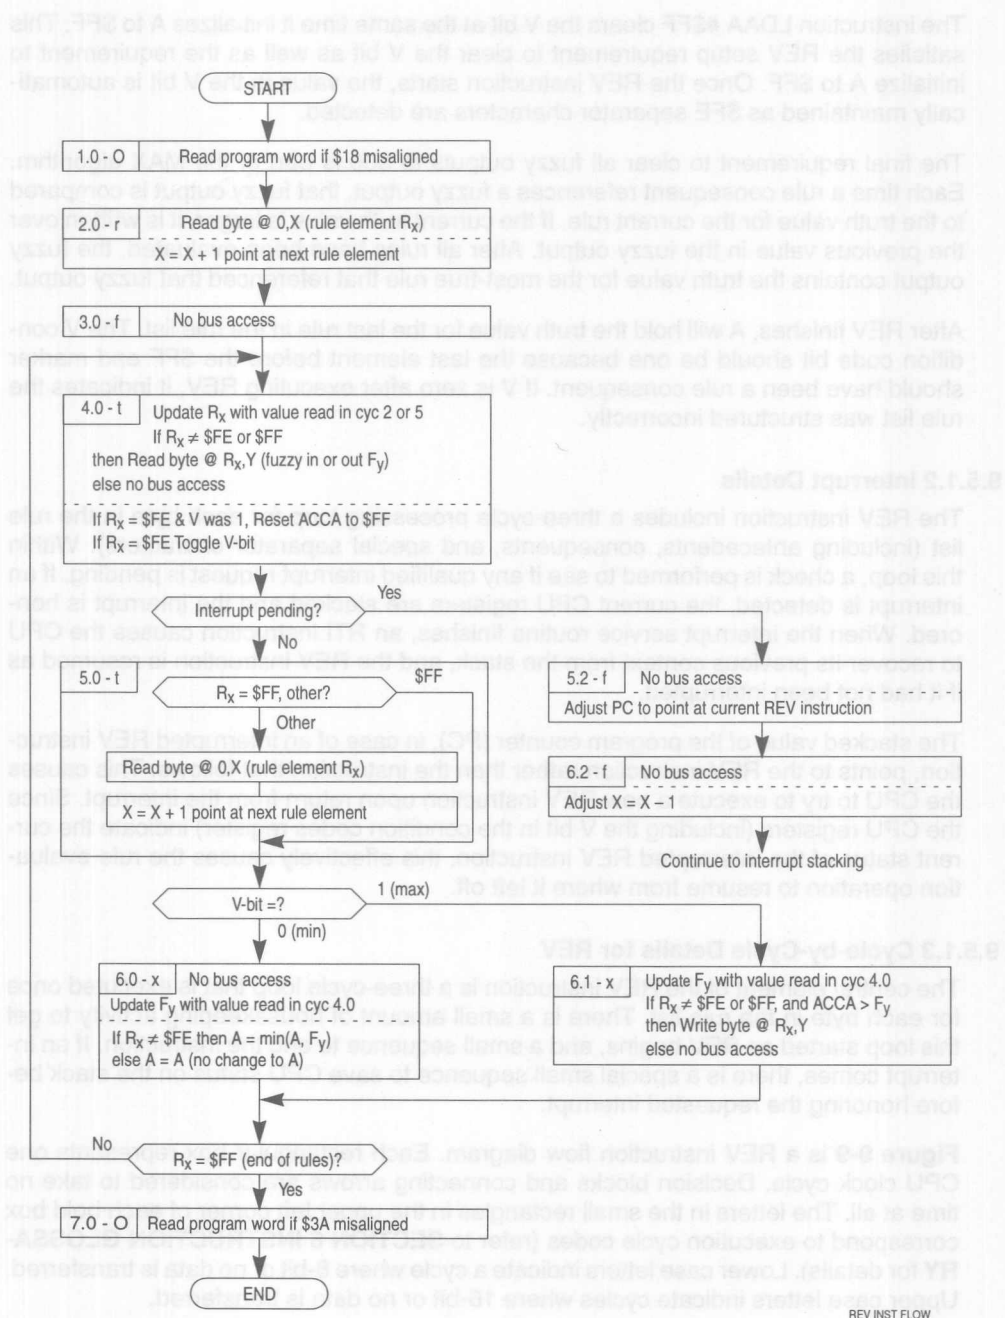 START
1.0 - O Read program word if $18 misaligned
2.0 - r Read byte @ 0,X (rule element Rx)
X = X + 1 point at next rule element
3.0 - f No bus access
4.0 - t Update Rx with value read in cyc 2 or 5
If Rx ≠ $FE or $FF
then Read byte @ Rx,Y (fuzzy in or out Fy)
else no bus access
If Rx = $FE & V was 1, Reset ACCA to $FF
If Rx = $FE Toggle V-bit
Yes
Interrupt pending?
No
5.0 - t
Rx = $FF, other?
$FF
Other
Read byte @ 0,X (rule element Rx)
X = X + 1 point at next rule element
5.2 - f No bus access
Adjust PC to point at current REV instruction
6.2 - f No bus access
Adjust X = X – 1
Continue to interrupt stacking
V-bit =?
1 (max)
0 (min)
6.0 - x No bus access
Update Fy with value read in cyc 4.0
If Rx ≠ $FE then A = min(A, Fy)
else A = A (no change to A)
6.1 - x Update Fy with value read in cyc 4.0
If Rx ≠ $FE or $FF, and ACCA > Fy
then Write byte @ Rx,Y
else no bus access
No
Rx = $FF (end of rules)?
Yes
7.0 - O Read program word if $3A misaligned
END
REV INST FLOW